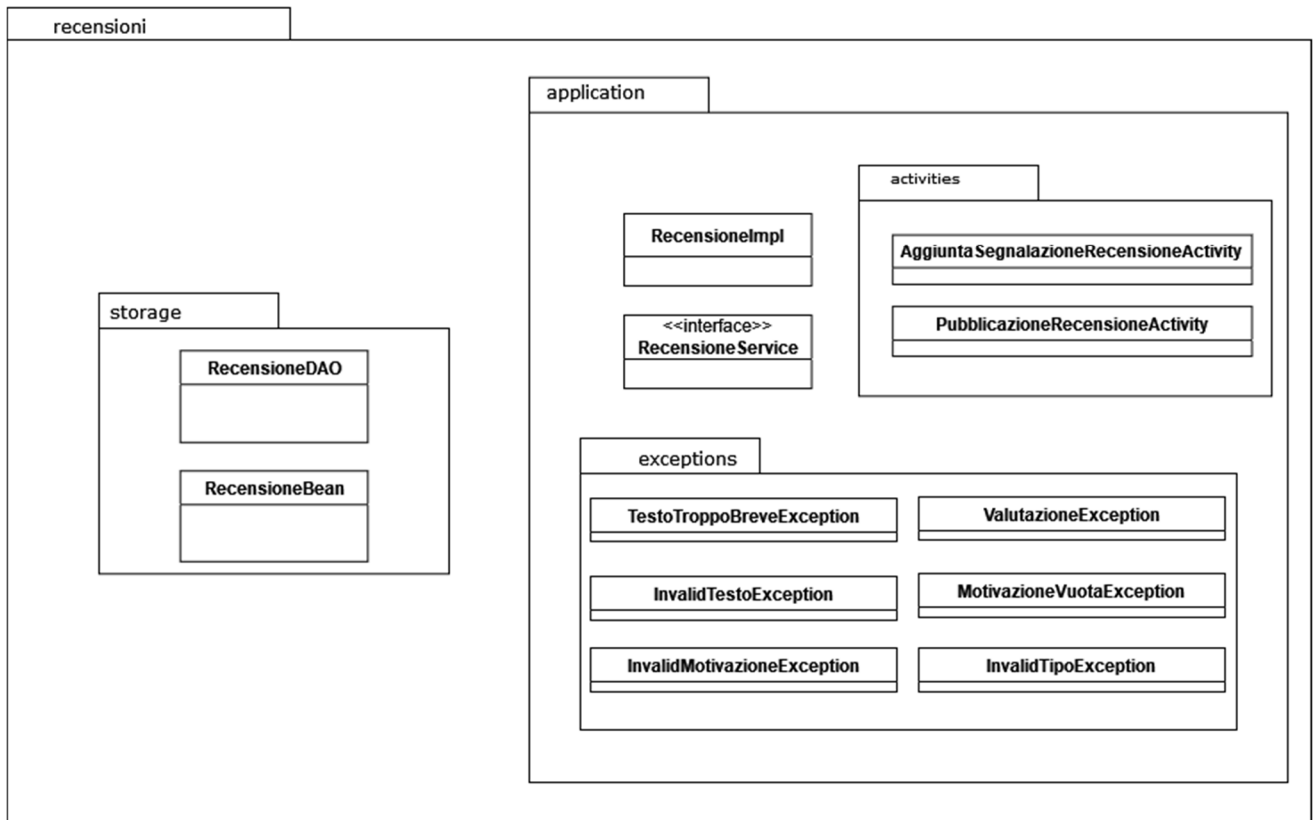 recensioni
application
activities
RecensioneImpl
AggiuntaSegnalazioneRecensioneActivity
<<interface>>
RecensioneService
PubblicazioneRecensioneActivity
storage
RecensioneDAO
RecensioneBean
exceptions
TestoTroppoBreveException
ValutazioneException
InvalidTestoException
MotivazioneVuotaException
InvalidMotivazioneException
InvalidTipoException